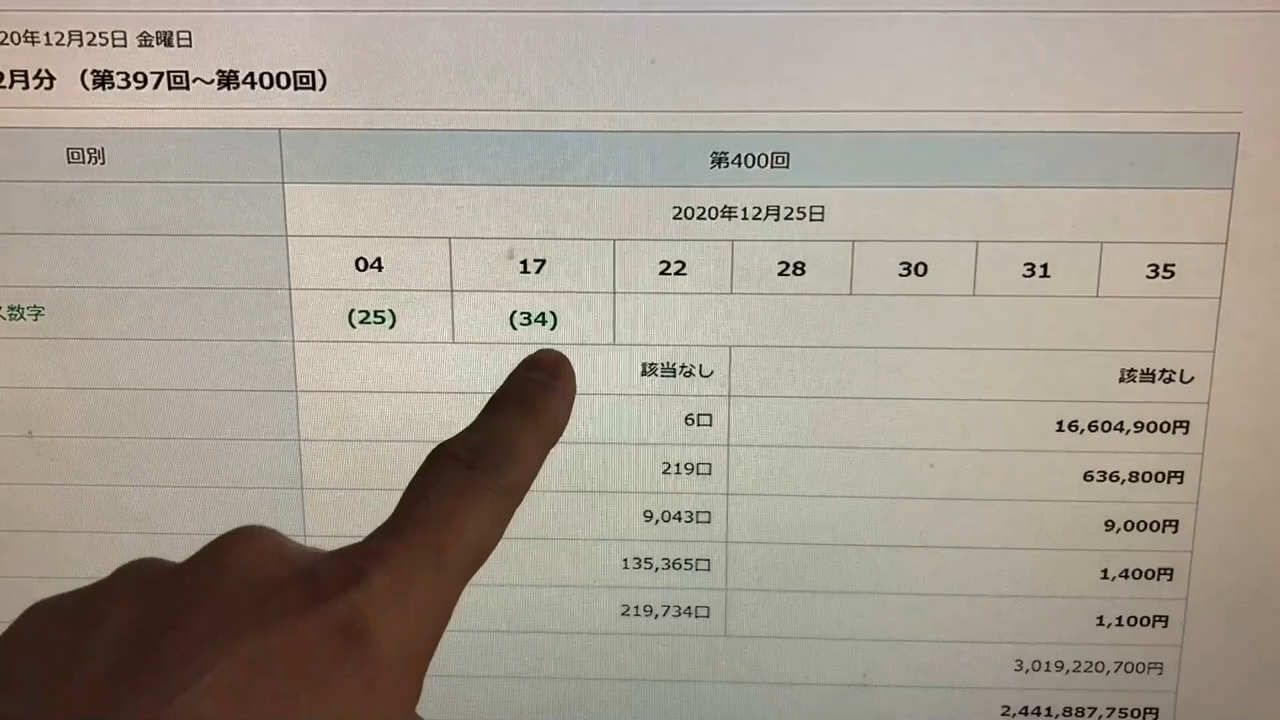 20年12月25日 金曜日
2月分 （第397回～第400回）
回別 第400回
2020年12月25日
04 17 22 28 30 31 35
数字 (25) (34)
該当なし 該当なし
6口 16,604,900円
219口 636,800円
9,043口 9,000円
135,365口 1,400円
219,734口 1,100円
3,019,220,700円
2,441,887,750円